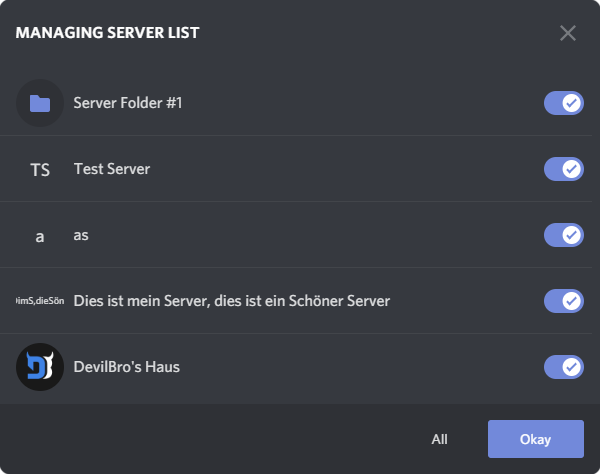 MANAGING SERVER LIST
Server Folder #1
TS Test Server
a as
imS,dieSön Dies ist mein Server, dies ist ein Schöner Server
DevilBro's Haus
All Okay